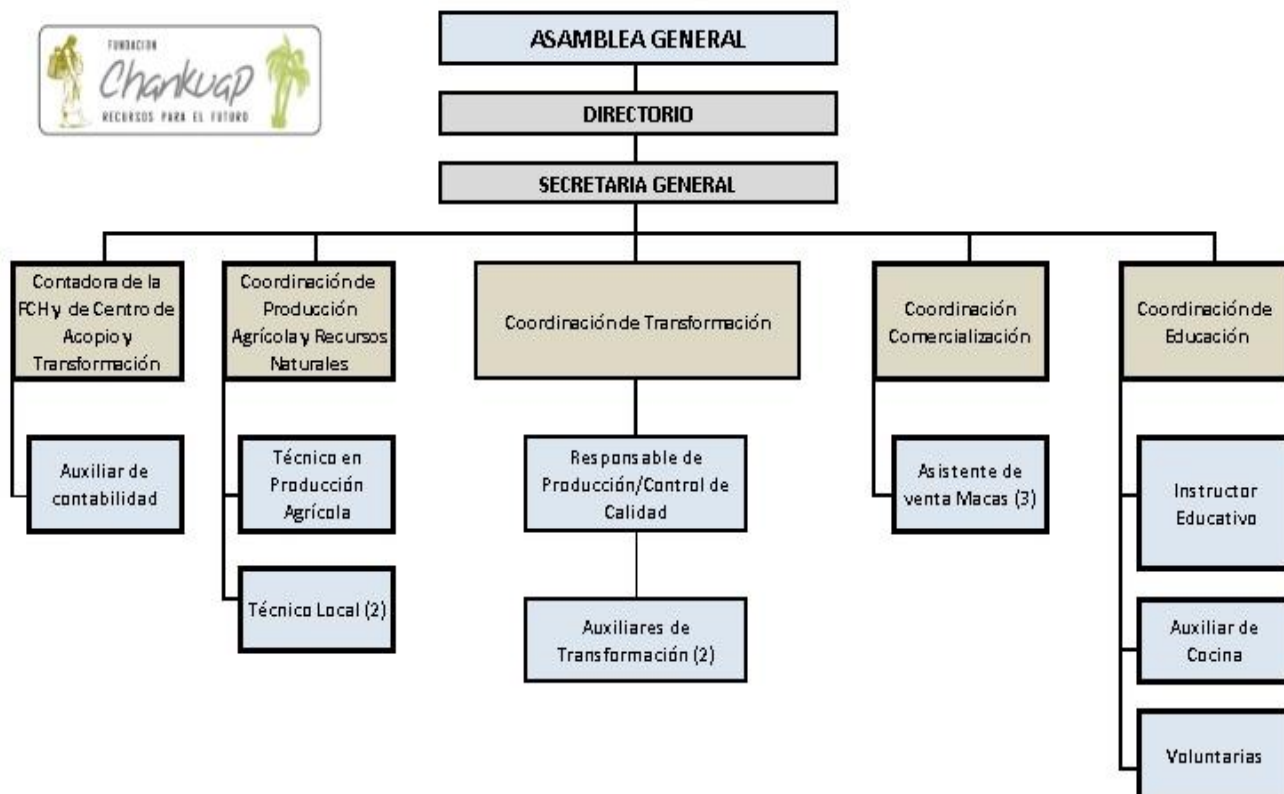 FUNDACION
Chankuap
RECURSOS PARA EL FUTURO
ASAMBLEA GENERAL
DIRECTORIO
SECRETARIA GENERAL
Contadora de la
FCH y de Centro de
Acopio y
Transformación
Coordinación de
Producción
Agrícola y Recursos
Naturales
Coordinación de Transformación
Coordinación
Comercialización
Coordinación de
Educación
Auxiliar de
contabilidad
Técnico en
Producción
Agrícola
Técnico Local (2)
Responsable de
Producción/Control de
Calidad
Auxiliares de
Transformación (2)
Asistente de
venta Macas (3)
Instructor
Educativo
Auxiliar de
Cocina
Voluntarias